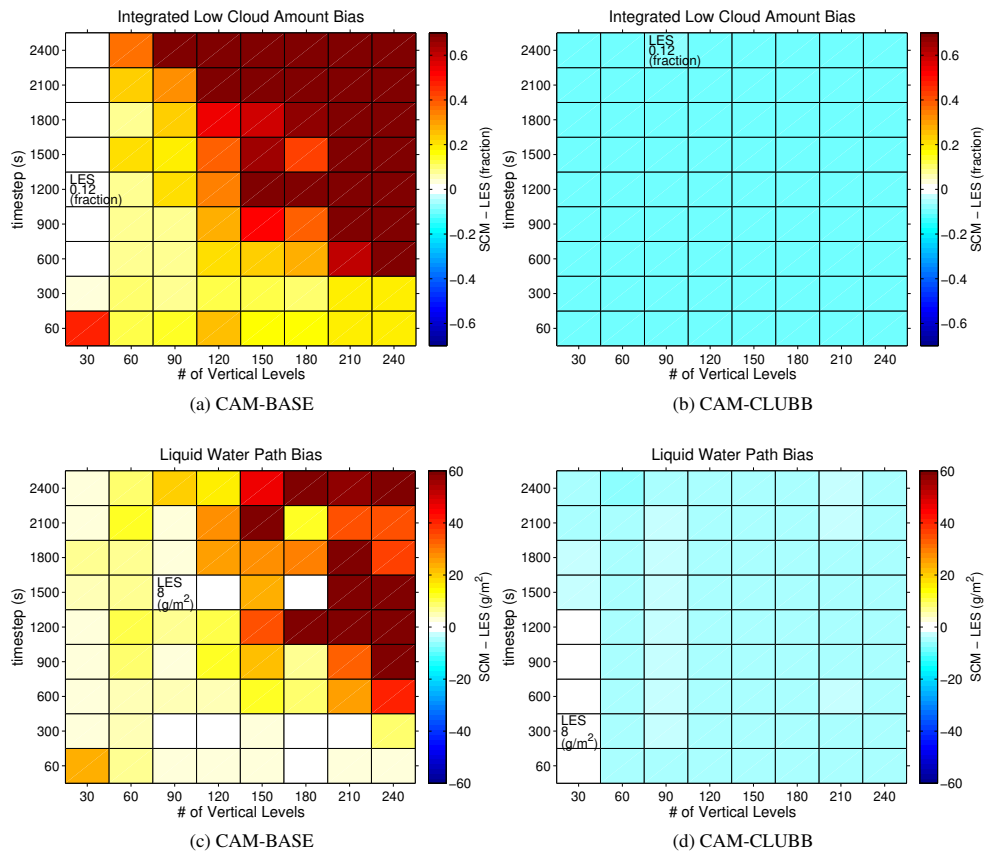 Integrated Low Cloud Amount Bias
2400
2100
1800
1500
1200
900
600
300
60
timestep (s)
LES
0.12
(fraction)
30 60 90 120 150 180 210 240
# of Vertical Levels
0.6
0.4
0.2
0
−0.2
−0.4
−0.6
SCM − LES (fraction)
(a) CAM-BASE
Integrated Low Cloud Amount Bias
2400
2100
1800
1500
1200
900
600
300
60
timestep (s)
LES
0.12
(fraction)
30 60 90 120 150 180 210 240
# of Vertical Levels
0.6
0.4
0.2
0
−0.2
−0.4
−0.6
SCM − LES (fraction)
(b) CAM-CLUBB
Liquid Water Path Bias
2400
2100
1800
1500
1200
900
600
300
60
timestep (s)
LES
8
(g/m²)
30 60 90 120 150 180 210 240
# of Vertical Levels
60
40
20
0
−20
−40
−60
SCM − LES (g/m²)
(c) CAM-BASE
Liquid Water Path Bias
2400
2100
1800
1500
1200
900
600
300
60
timestep (s)
LES
8
(g/m²)
30 60 90 120 150 180 210 240
# of Vertical Levels
60
40
20
0
−20
−40
−60
SCM − LES (g/m²)
(d) CAM-CLUBB